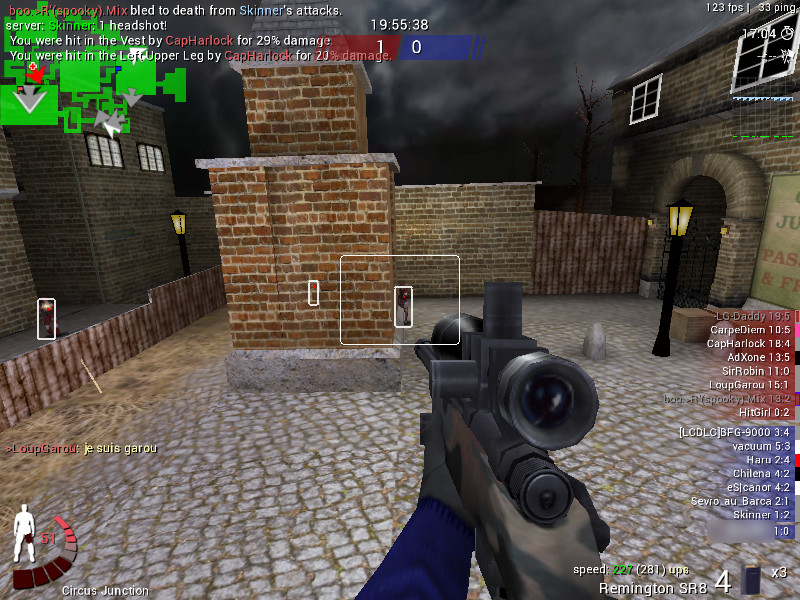 boo.>R'(spooky).Mix bled to death from Skinner's attacks.
server: Skinner: 1 headshot!
You were hit in the Vest by CapHarlock for 29% damage.
You were hit in the Left Upper Leg by CapHarlock for 20% damage.
19:55:38
1 0
123 fps | 33 ping
17:04
JU
PAS
& F
-LG-Daddy 19:5
CarpeDiem 10:5
CapHarlock 18:4
AdXone 13:5
SirRobin 11:0
LoupGarou 15:1
boo.>R'(spooky).Mix 13:2
HitGirl 0:2
[LCDLC]BFG-9000 3:4
vacuum 5:3
Haru 2:4
Chilena 4:2
eS|canor 4:2
Sevro_au_Barca 2:1
Skinner 1:2
1:0
>LoupGarou: je suis garou
51
Circus Junction
speed: 227 (281) ups
Remington SR8 4 x3